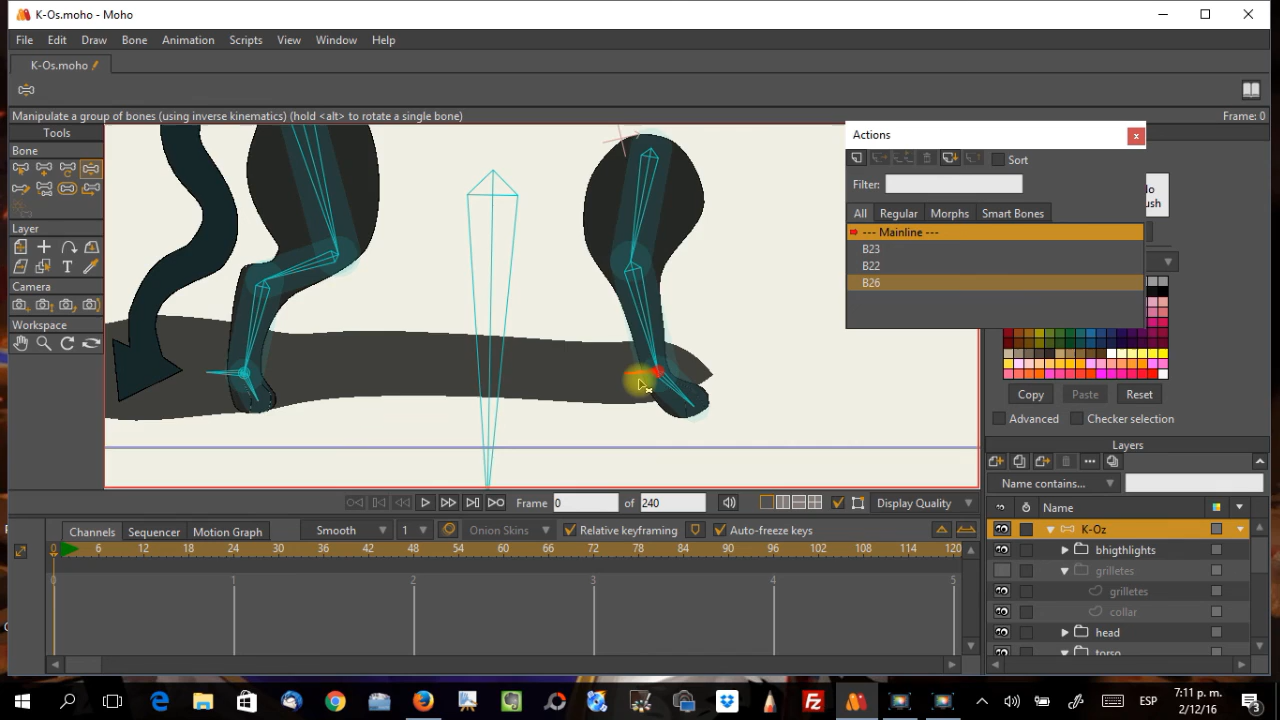 K-Os.moho - Moho
File Edit Draw Bone Animation Scripts View Window Help
K-Os.moho
Manipulate a group of bones (using inverse kinematics) (hold <alt> to rotate a single bone) Frame: 0
Tools
Bone
Layer
Camera
Workspace
Actions
Sort
Filter:
All Regular Morphs Smart Bones
--- Mainline ---
B23
B22
B26
Copy Paste Reset
Advanced Checker selection
Layers
Name contains...
Name
K-Oz
bhigthlights
grilletes
grilletes
collar
head
torso
Frame 0 of 240 Display Quality
Channels Sequencer Motion Graph Smooth 1 Onion Skins Relative keyframing Auto-freeze keys
0 6 12 18 24 30 36 42 48 54 60 66 72 78 84 90 96 102 108 114 120
0 1 2 3 4 5
ESP
7:11 p. m.
2/12/16
3